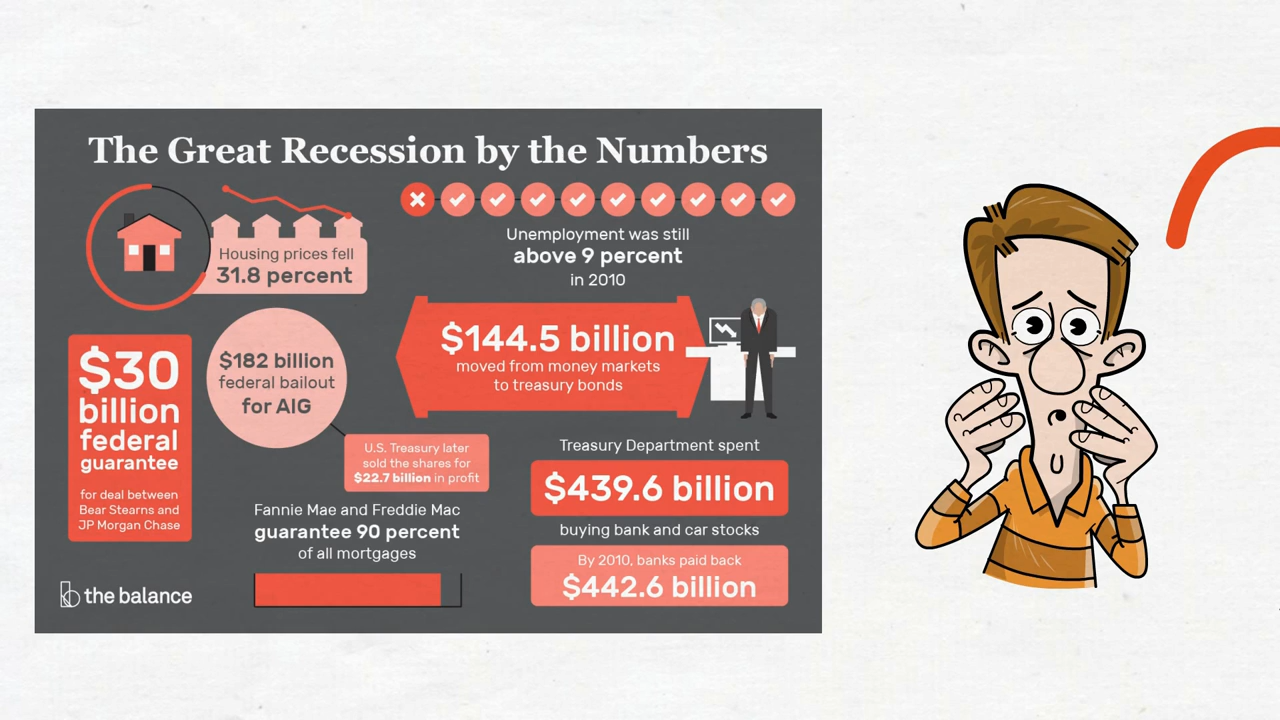 The Great Recession by the Numbers
Housing prices fell
31.8 percent
Unemployment was still
above 9 percent
in 2010
$30
billion
federal
guarantee
for deal between
Bear Stearns and
JP Morgan Chase
$182 billion
federal bailout
for AIG
U.S. Treasury later
sold the shares for
$22.7 billion in profit
$144.5 billion
moved from money markets
to treasury bonds
Fannie Mae and Freddie Mac
guarantee 90 percent
of all mortgages
Treasury Department spent
$439.6 billion
buying bank and car stocks
By 2010, banks paid back
$442.6 billion
the balance